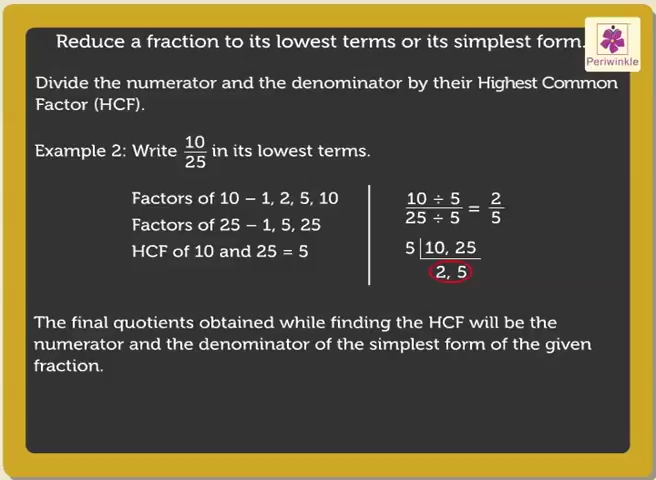 Reduce a fraction to its lowest terms or its simplest form.
Periwinkle
Divide the numerator and the denominator by their Highest Common
Factor (HCF).
Example 2: Write 10/25 in its lowest terms.
Factors of 10 – 1, 2, 5, 10
Factors of 25 – 1, 5, 25
HCF of 10 and 25 = 5
10 ÷ 5 / 25 ÷ 5 = 2/5
5 | 10, 25
2, 5
The final quotients obtained while finding the HCF will be the
numerator and the denominator of the simplest form of the given
fraction.